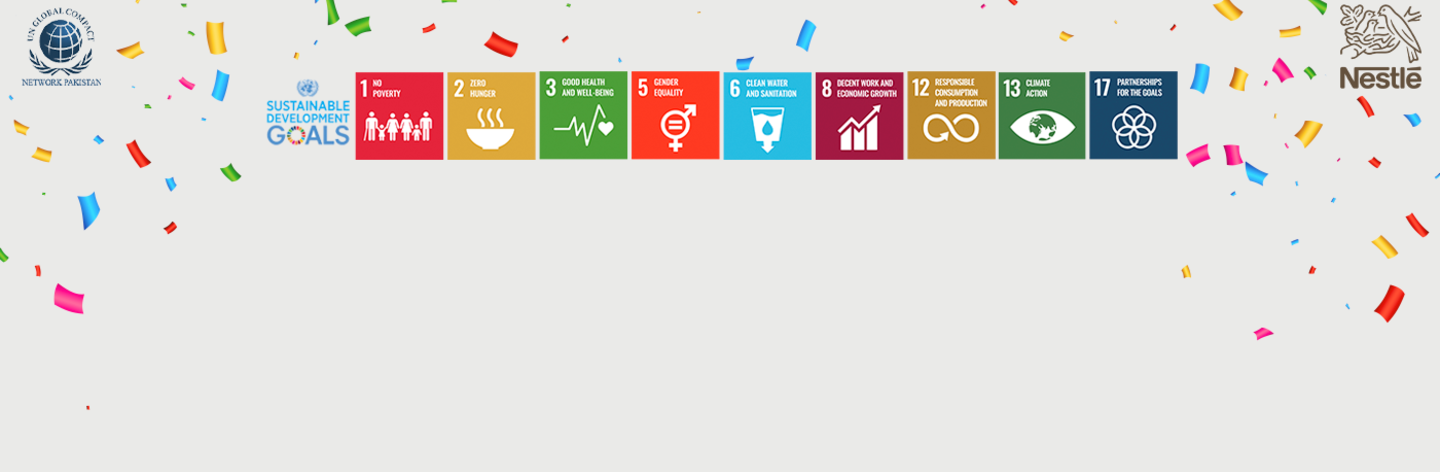 UN GLOBAL COMPACT
NETWORK PAKISTAN
Nestlé
SUSTAINABLE
DEVELOPMENT
GOALS
1 NO
POVERTY
2 ZERO
HUNGER
3 GOOD HEALTH
AND WELL-BEING
5 GENDER
EQUALITY
6 CLEAN WATER
AND SANITATION
8 DECENT WORK AND
ECONOMIC GROWTH
12 RESPONSIBLE
CONSUMPTION
AND PRODUCTION
13 CLIMATE
ACTION
17 PARTNERSHIPS
FOR THE GOALS